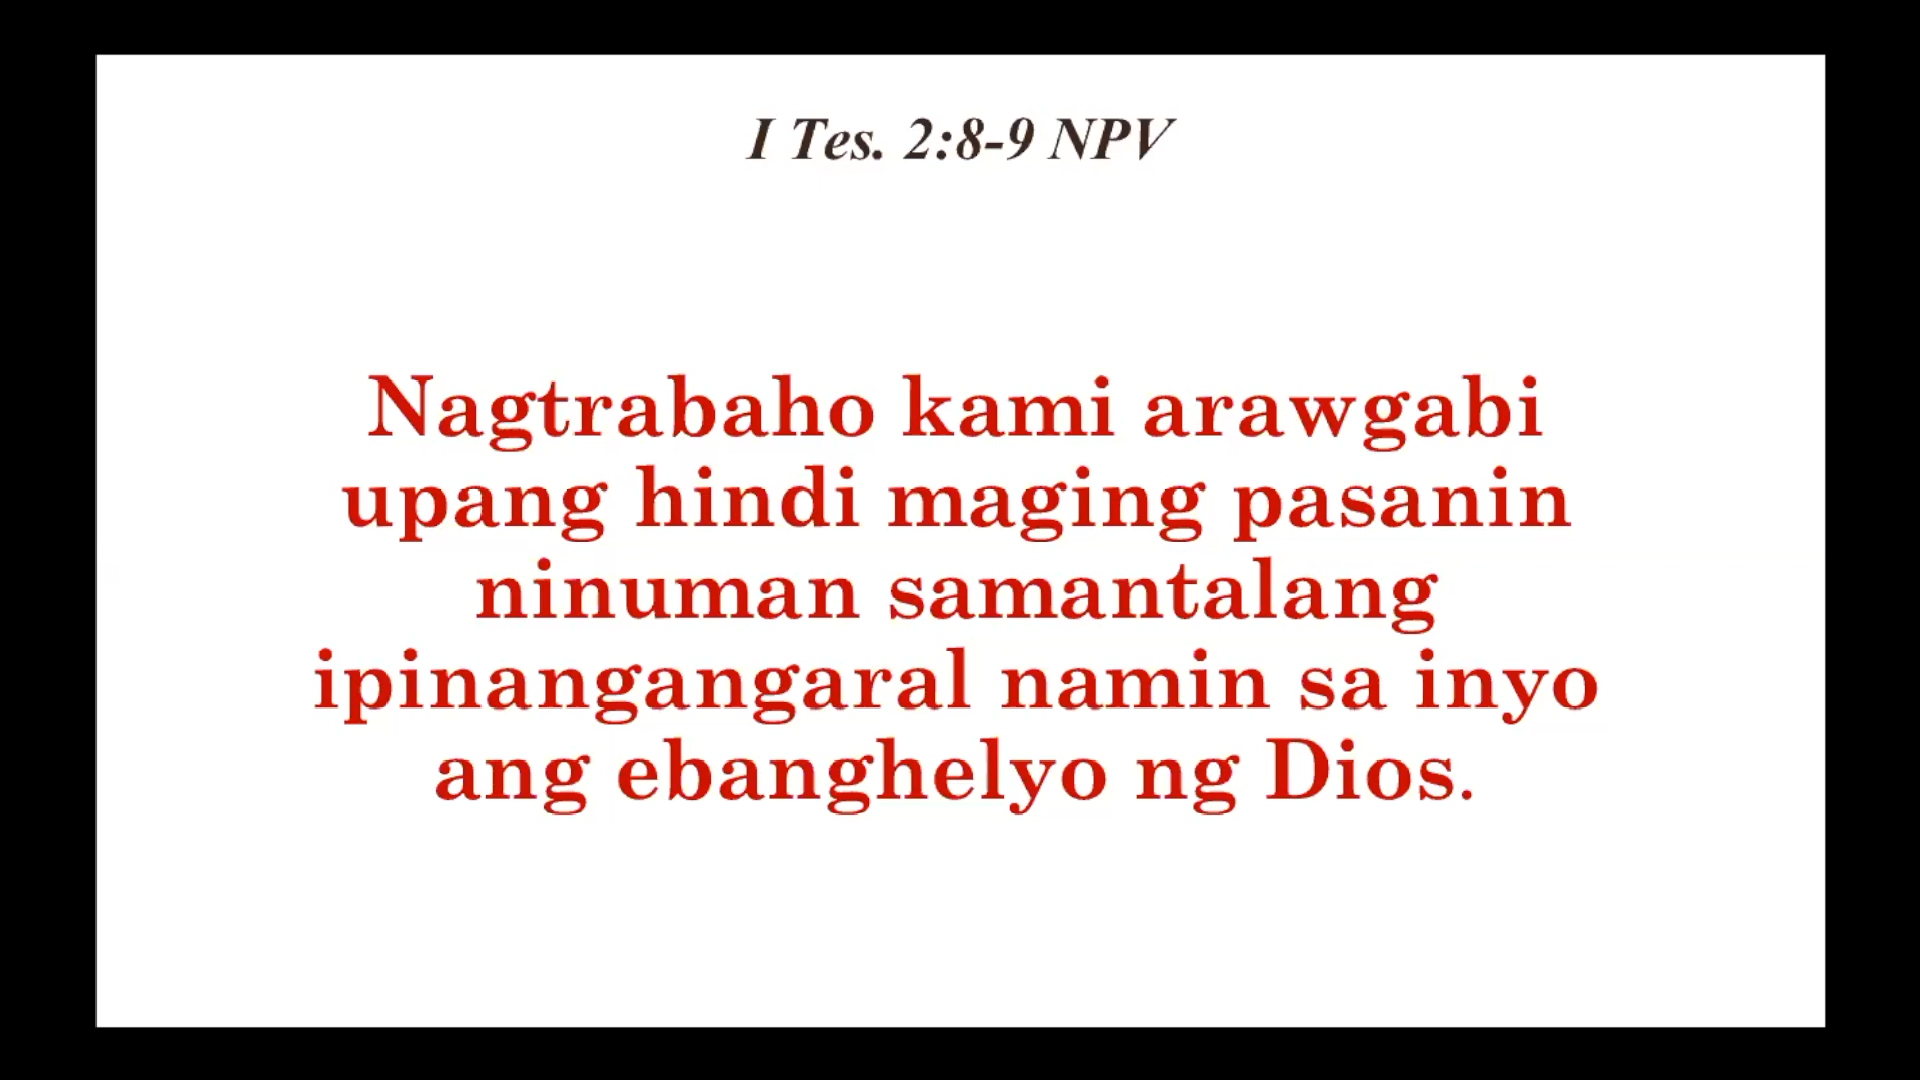 I Tes. 2:8-9 NPV
Nagtrabaho kami arawgabi
upang hindi maging pasanin
ninuman samantalang
ipinangangaral namin sa inyo
ang ebanghelyo ng Dios.